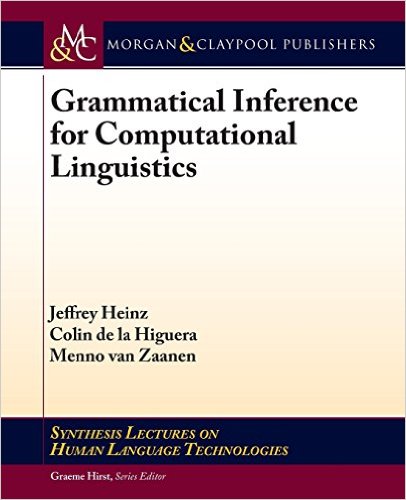 M
&C
MORGAN&CLAYPOOL PUBLISHERS
Grammatical Inference
for Computational
Linguistics
Jeffrey Heinz
Colin de la Higuera
Menno van Zaanen
SYNTHESIS LECTURES ON
HUMAN LANGUAGE TECHNOLOGIES
Graeme Hirst, Series Editor